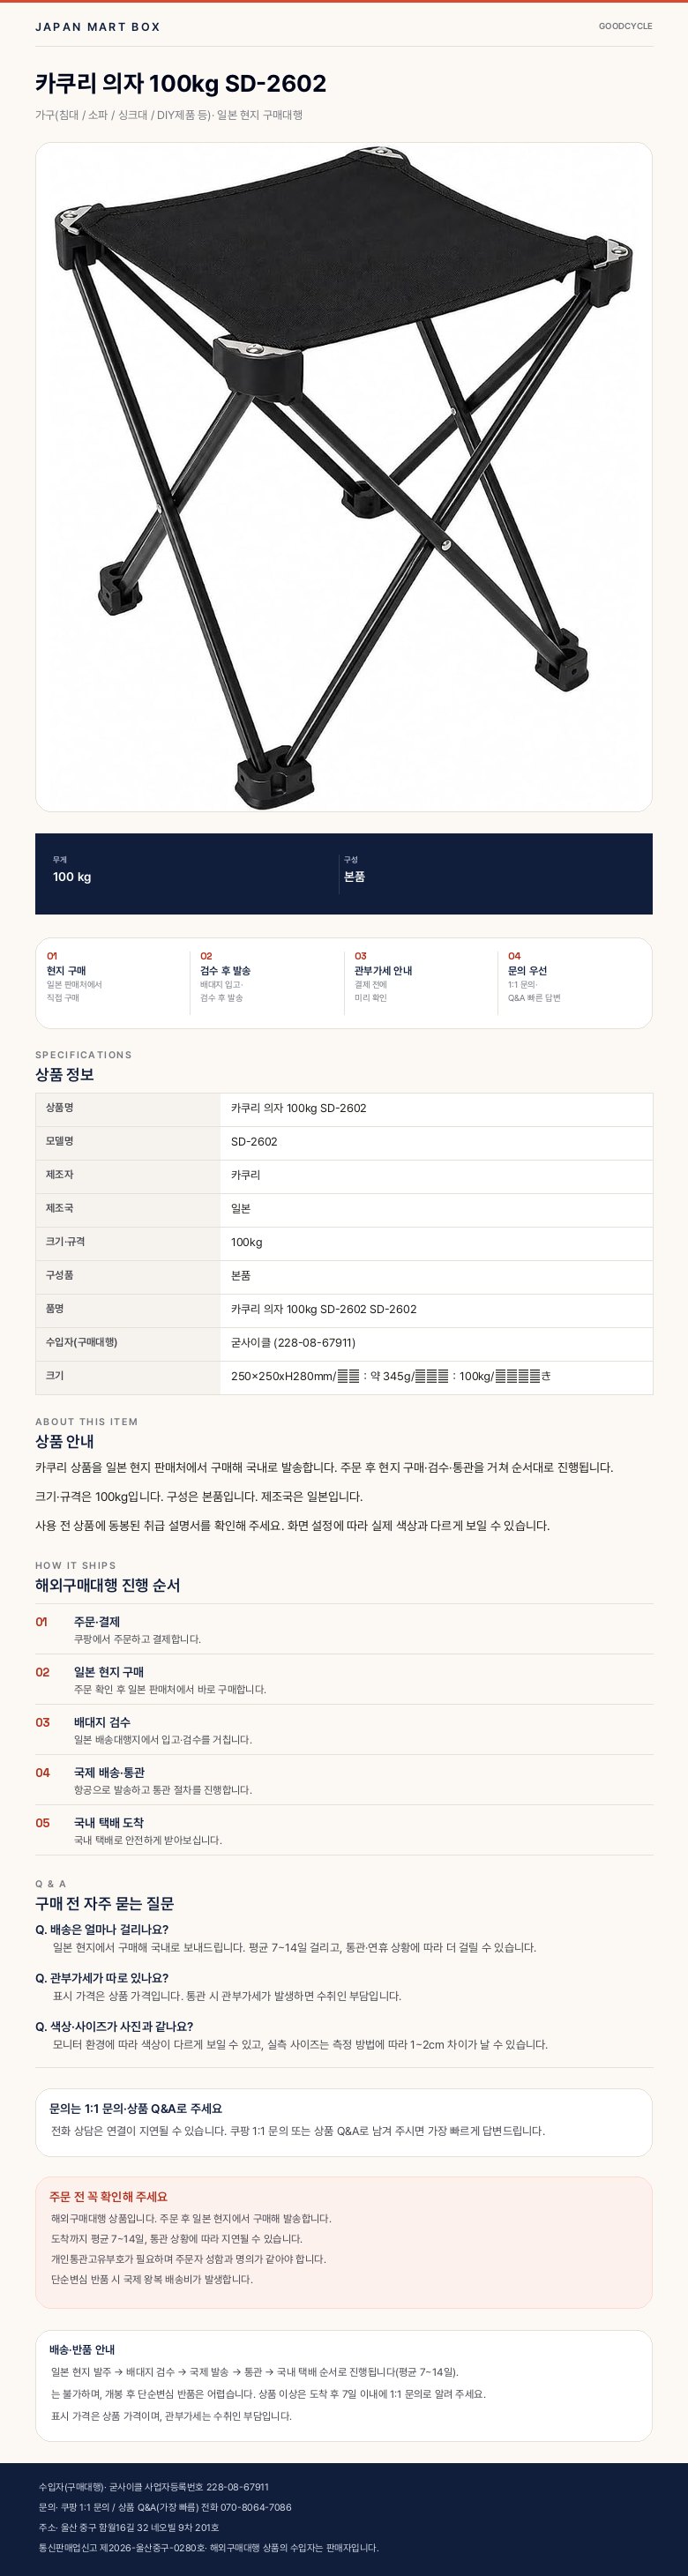 JAPAN MART BOX
GOODCYCLE
카쿠리 의자 100kg SD-2602
가구(침대 / 소파 / 싱크대 / DIY제품 등)· 일본 현지 구매대행
무게
100 kg
구성
본품
01
현지 구매
일본 판매처에서
직접 구매
02
검수 후 발송
배대지 입고·
검수 후 발송
03
관부가세 안내
결제 전에
미리 확인
04
문의 우선
1:1 문의·
Q&A 빠른 답변
SPECIFICATIONS
상품 정보
상품명 카쿠리 의자 100kg SD-2602
모델명 SD-2602
제조자 카쿠리
제조국 일본
크기·규격 100kg
구성품 본품
품명 카쿠리 의자 100kg SD-2602 SD-2602
수입자(구매대행) 굳사이클 (228-08-67911)
크기 250×250xH280mm/ : 약 345g/ : 100kg/ き
ABOUT THIS ITEM
상품 안내
카쿠리 상품을 일본 현지 판매처에서 구매해 국내로 발송합니다. 주문 후 현지 구매·검수·통관을 거쳐 순서대로 진행됩니다.
크기·규격은 100kg입니다. 구성은 본품입니다. 제조국은 일본입니다.
사용 전 상품에 동봉된 취급 설명서를 확인해 주세요. 화면 설정에 따라 실제 색상과 다르게 보일 수 있습니다.
HOW IT SHIPS
해외구매대행 진행 순서
01 주문·결제
쿠팡에서 주문하고 결제합니다.
02 일본 현지 구매
주문 확인 후 일본 판매처에서 바로 구매합니다.
03 배대지 검수
일본 배송대행지에서 입고·검수를 거칩니다.
04 국제 배송·통관
항공으로 발송하고 통관 절차를 진행합니다.
05 국내 택배 도착
국내 택배로 안전하게 받아보십니다.
Q & A
구매 전 자주 묻는 질문
Q. 배송은 얼마나 걸리나요?
일본 현지에서 구매해 국내로 보내드립니다. 평균 7~14일 걸리고, 통관·연휴 상황에 따라 더 걸릴 수 있습니다.
Q. 관부가세가 따로 있나요?
표시 가격은 상품 가격입니다. 통관 시 관부가세가 발생하면 수취인 부담입니다.
Q. 색상·사이즈가 사진과 같나요?
모니터 환경에 따라 색상이 다르게 보일 수 있고, 실측 사이즈는 측정 방법에 따라 1~2cm 차이가 날 수 있습니다.
문의는 1:1 문의·상품 Q&A로 주세요
전화 상담은 연결이 지연될 수 있습니다. 쿠팡 1:1 문의 또는 상품 Q&A로 남겨 주시면 가장 빠르게 답변드립니다.
주문 전 꼭 확인해 주세요
해외구매대행 상품입니다. 주문 후 일본 현지에서 구매해 발송합니다.
도착까지 평균 7~14일, 통관 상황에 따라 지연될 수 있습니다.
개인통관고유부호가 필요하며 주문자 성함과 명의가 같아야 합니다.
단순변심 반품 시 국제 왕복 배송비가 발생합니다.
배송·반품 안내
일본 현지 발주 → 배대지 검수 → 국제 발송 → 통관 → 국내 택배 순서로 진행됩니다(평균 7~14일).
는 불가하며, 개봉 후 단순변심 반품은 어렵습니다. 상품 이상은 도착 후 7일 이내에 1:1 문의로 알려 주세요.
표시 가격은 상품 가격이며, 관부가세는 수취인 부담입니다.
수입자(구매대행)· 굳사이클 사업자등록번호 228-08-67911
문의· 쿠팡 1:1 문의 / 상품 Q&A(가장 빠름) 전화 070-8064-7086
주소· 울산 중구 함월16길 32 네오빌 9차 201호
통신판매업신고 제2026-울산중구-0280호· 해외구매대행 상품의 수입자는 판매자입니다.